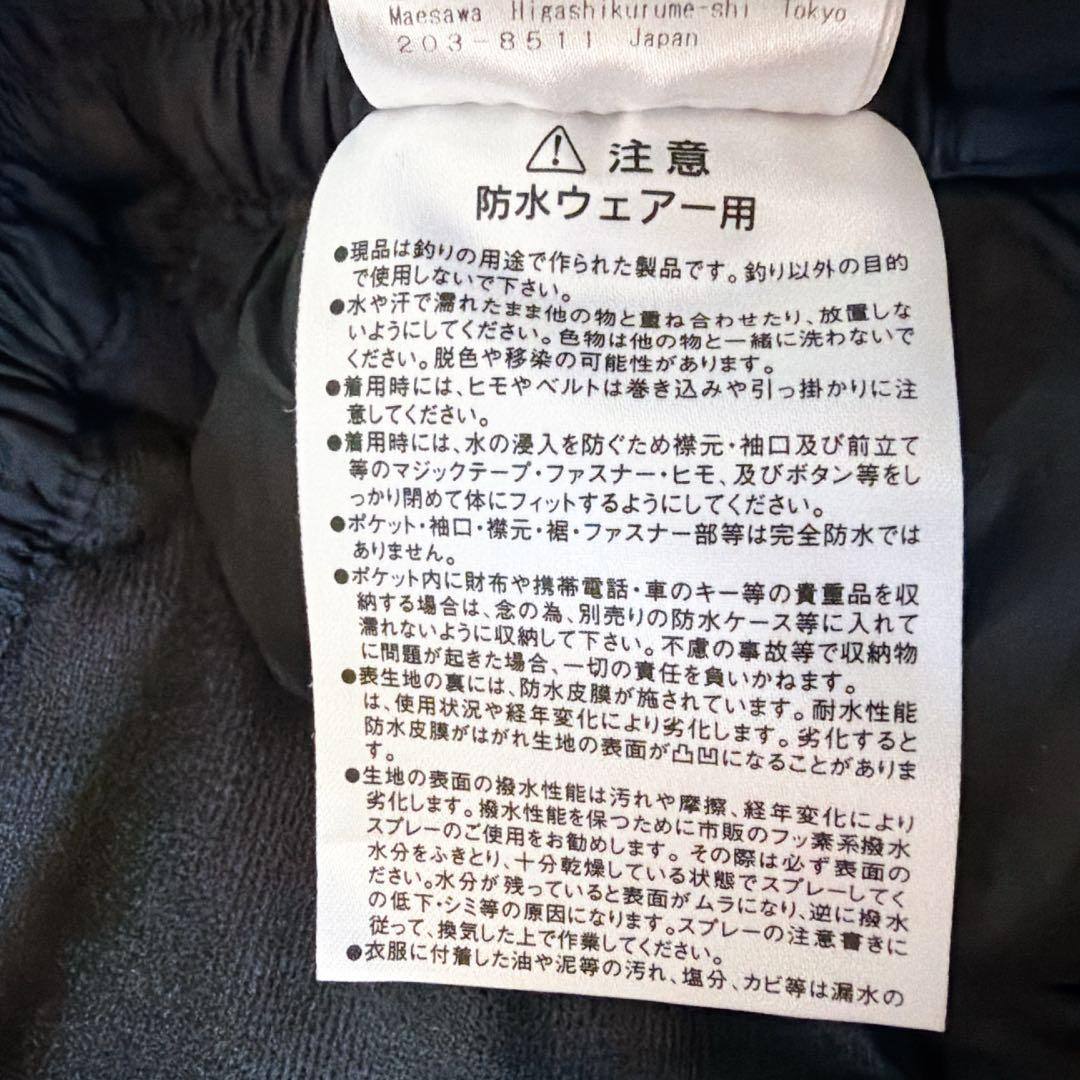 Maesawa Higashikurume-shi Tokyo
203-8511 Japan
注意
防水ウェアー用
●現品は釣りの用途で作られた製品です。釣り以外の目的
で使用しないで下さい。
●水や汗で濡れたまま他の物と重ね合わせたり、放置しな
いようにしてください。色物は他の物と一緒に洗わないで
ください。脱色や移染の可能性があります。
●着用時には、ヒモやベルトは巻き込みや引っ掛かりに注
意してください。
●着用時には、水の浸入を防ぐため襟元・袖口及び前立て
等のマジックテープ・ファスナー・ヒモ、及びボタン等をし
っかり閉めて体にフィットするようにしてください。
●ポケット・袖口・襟元・裾・ファスナー部等は完全防水では
ありません。
●ポケット内に財布や携帯電話・車のキー等の貴重品を収
納する場合は、念の為、別売りの防水ケース等に入れて
濡れないように収納して下さい。不慮の事故等で収納物
に問題が起きた場合、一切の責任を負いかねます。
●表生地の裏には、防水皮膜が施されています。耐水性能
は、使用状況や経年変化により劣化します。劣化すると
防水皮膜がはがれ生地の表面が凸凹になることがありま
す。
●生地の表面の撥水性能は汚れや摩擦、経年変化により
劣化します。撥水性能を保つために市販のフッ素系撥水
スプレーのご使用をお勧めします。その際は必ず表面の
水分をふきとり、十分乾燥している状態でスプレーしてく
ださい。水分が残っていると表面がムラになり、逆に撥水
の低下・シミ等の原因になります。スプレーの注意書きに
従って、換気した上で作業してください。
●衣服に付着した油や泥等の汚れ、塩分、カビ等は漏水の